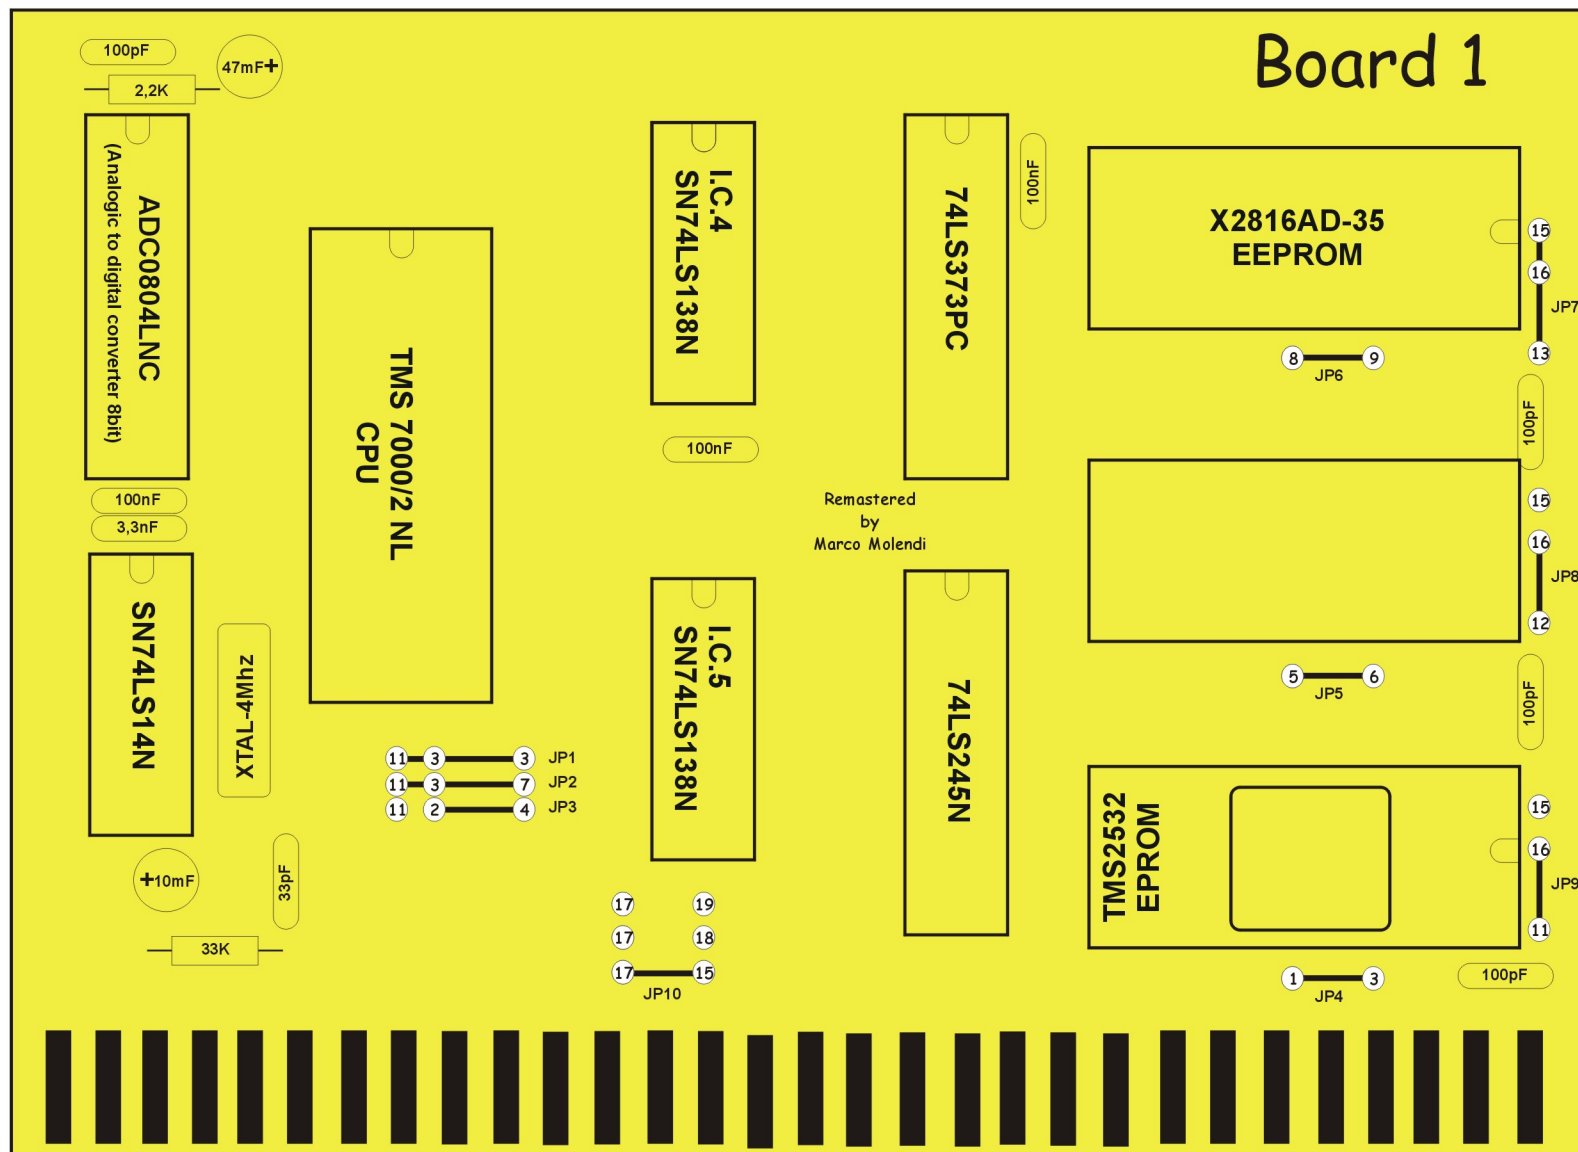 Board 1
100pF
47mF+
2,2K
ADC0804LNC
(Analogic to digital converter 8bit)
I.C.4
SN74LS138N
74LS373PC
100nF
X2816AD-35
EEPROM
15
16
JP7
13
8
9
JP6
TMS 7000/2 NL
CPU
100nF
100pF
100nF
3,3nF
Remastered
by
Marco Molendi
15
16
JP8
12
SN74LS14N
XTAL-4Mhz
I.C.5
SN74LS138N
74LS245N
5
6
JP5
100pF
11 3 3 JP1
11 3 7 JP2
11 2 4 JP3
TMS2532
EPROM
15
16
JP9
11
+10mF
33pF
33K
17 19
17 18
17 15
JP10
1 3
JP4
100pF